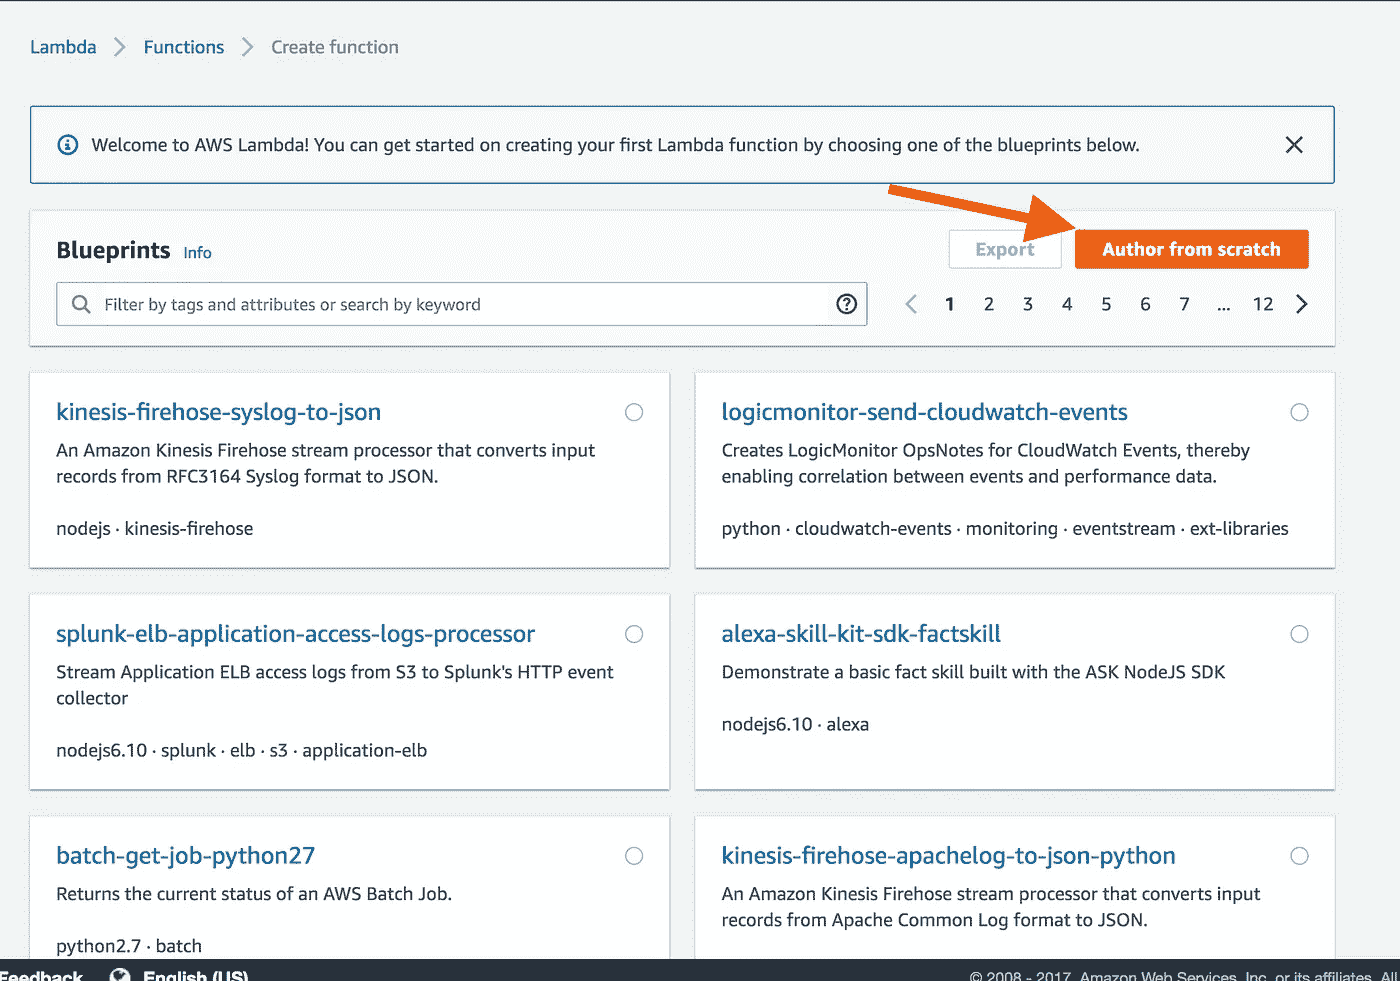 Lambda > Functions > Create function
Welcome to AWS Lambda! You can get started on creating your first Lambda function by choosing one of the blueprints below.
Blueprints Info
Export Author from scratch
Filter by tags and attributes or search by keyword
1 2 3 4 5 6 7 ... 12
kinesis-firehose-syslog-to-json
An Amazon Kinesis Firehose stream processor that converts input
records from RFC3164 Syslog format to JSON.
nodejs · kinesis-firehose
logicmonitor-send-cloudwatch-events
Creates LogicMonitor OpsNotes for CloudWatch Events, thereby
enabling correlation between events and performance data.
python · cloudwatch-events · monitoring · eventstream · ext-libraries
splunk-elb-application-access-logs-processor
Stream Application ELB access logs from S3 to Splunk's HTTP event
collector
nodejs6.10 · splunk · elb · s3 · application-elb
alexa-skill-kit-sdk-factskill
Demonstrate a basic fact skill built with the ASK NodeJS SDK
nodejs6.10 · alexa
batch-get-job-python27
Returns the current status of an AWS Batch Job.
python2.7 · batch
kinesis-firehose-apachelog-to-json-python
An Amazon Kinesis Firehose stream processor that converts input
records from Apache Common Log format to JSON.
Feedback English (US)
© 2008 - 2017, Amazon Web Services, Inc. or its affiliates. All